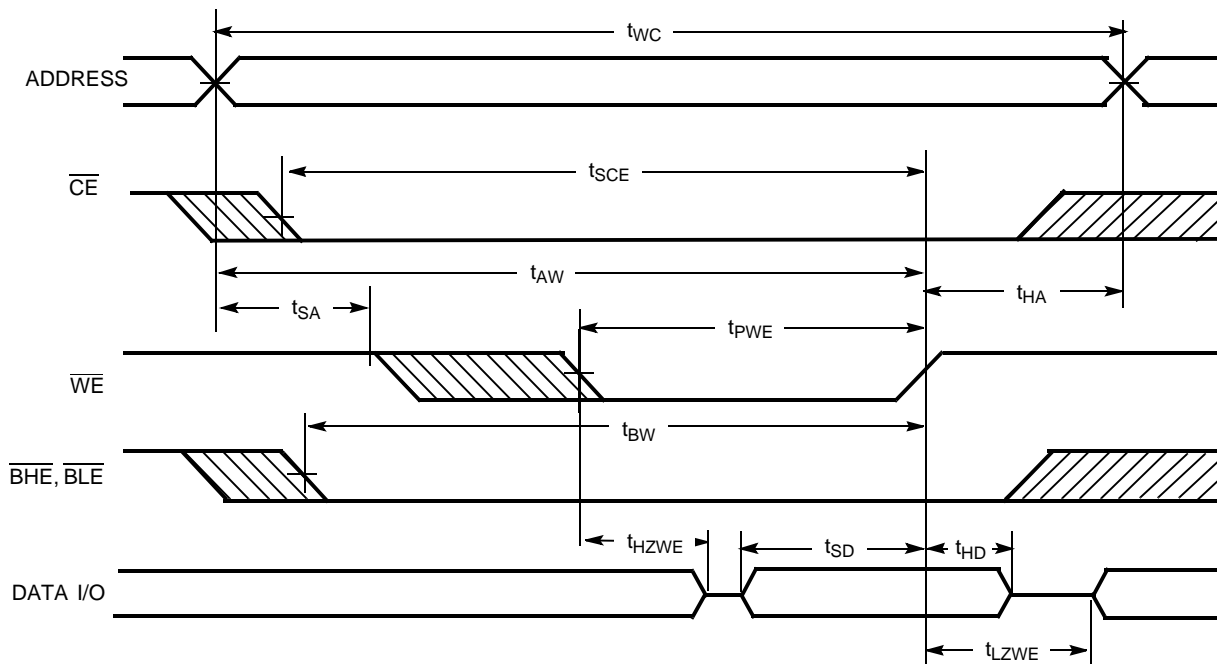 tWC
ADDRESS
tSCE
CE
tAW
tSA
tHA
tPWE
WE
tBW
BHE, BLE
tHZWE
tSD
tHD
DATA I/O
tLZWE